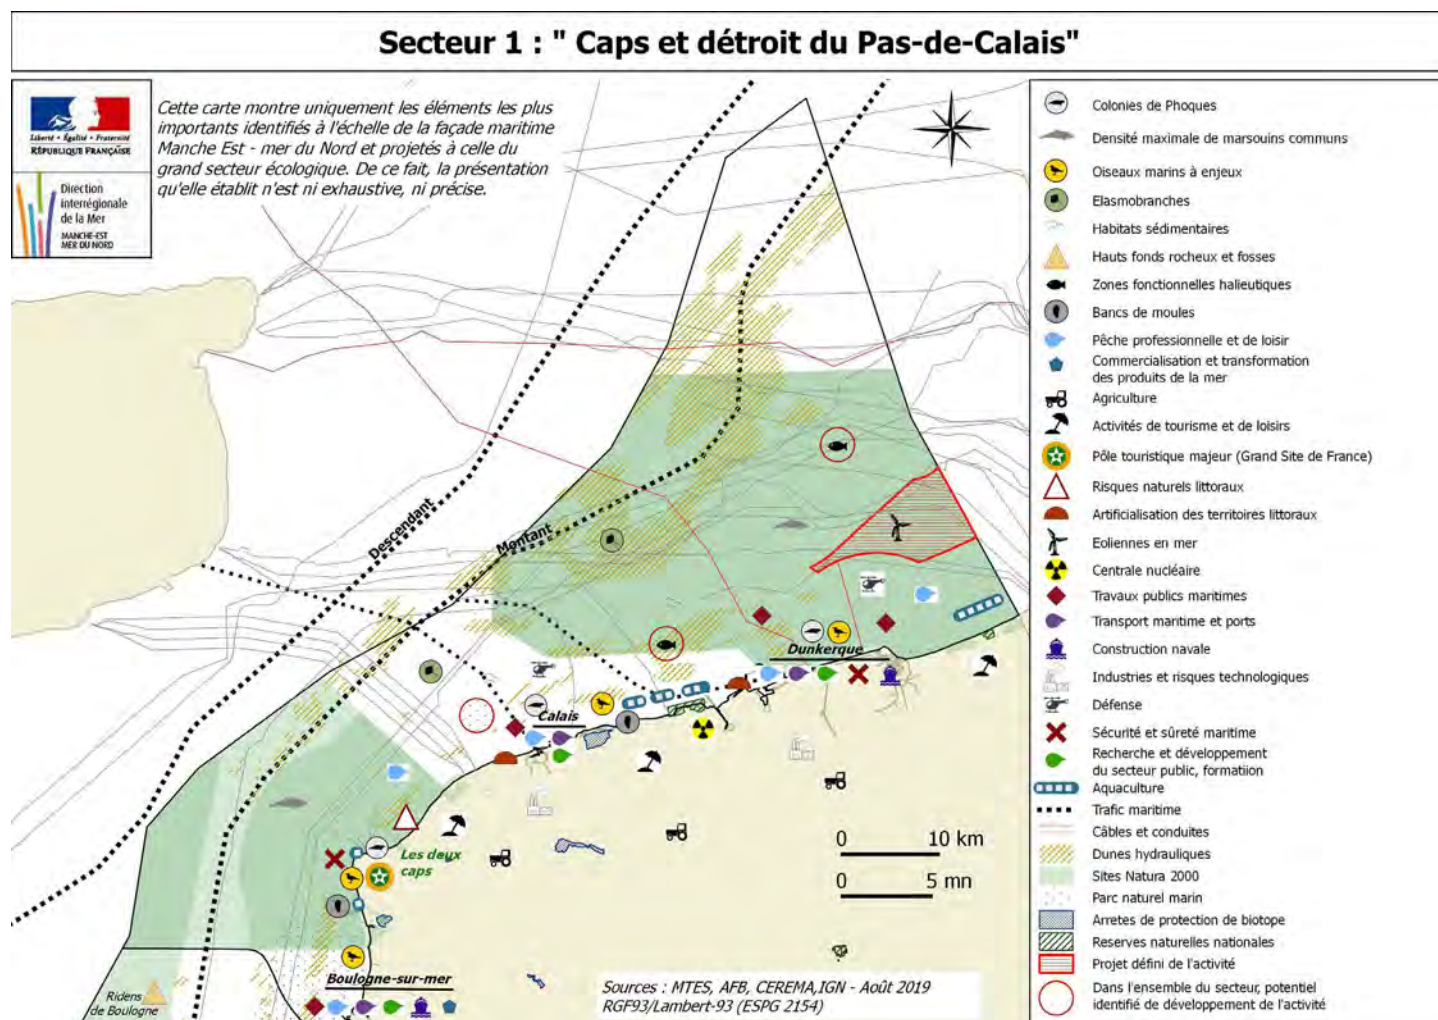 Secteur 1 : " Caps et détroit du Pas-de-Calais"
Liberté • Égalité • Fraternité
RÉPUBLIQUE FRANÇAISE
Direction
interrégionale
de la Mer
MANCHE-EST
MER DU NORD
Cette carte montre uniquement les éléments les plus
importants identifiés à l'échelle de la façade maritime
Manche Est - mer du Nord et projetés à celle du
grand secteur écologique. De ce fait, la présentation
qu'elle établit n'est ni exhaustive, ni précise.
Descendant
Montant
Dunkerque
Calais
Les deux
caps
Boulogne-sur-mer
Ridens
de Boulogne
0 10 km
0 5 mn
Sources : MTES, AFB, CEREMA,IGN - Août 2019
RGF93/Lambert-93 (ESPG 2154)
Colonies de Phoques
Densité maximale de marsouins communs
Oiseaux marins à enjeux
Elasmobranches
Habitats sédimentaires
Hauts fonds rocheux et fosses
Zones fonctionnelles halieutiques
Bancs de moules
Pêche professionnelle et de loisir
Commercialisation et transformation
des produits de la mer
Agriculture
Activités de tourisme et de loisirs
Pôle touristique majeur (Grand Site de France)
Risques naturels littoraux
Artificialisation des territoires littoraux
Eoliennes en mer
Centrale nucléaire
Travaux publics maritimes
Transport maritime et ports
Construction navale
Industries et risques technologiques
Défense
Sécurité et sûreté maritime
Recherche et développement
du secteur public, formatiion
Aquaculture
Trafic maritime
Câbles et conduites
Dunes hydrauliques
Sites Natura 2000
Parc naturel marin
Arretes de protection de biotope
Reserves naturelles nationales
Projet défini de l'activité
Dans l'ensemble du secteur, potentiel
identifié de développement de l'activité